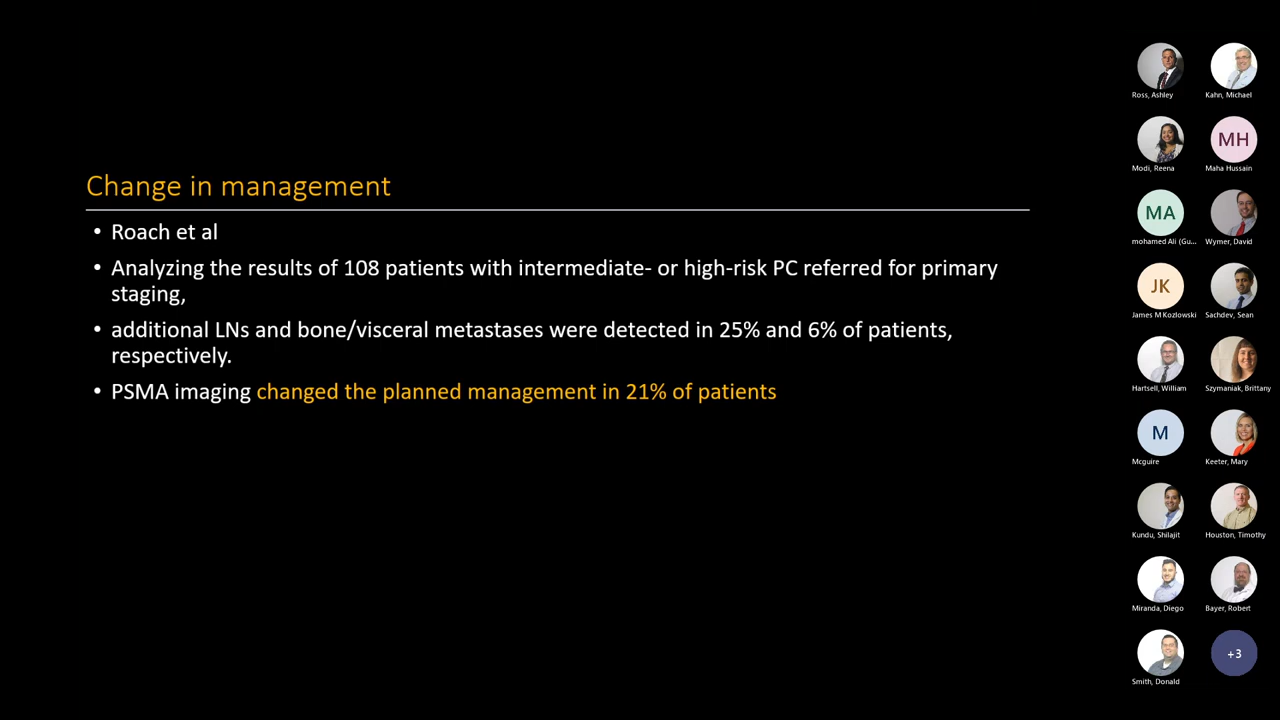 Change in management
• Roach et al
• Analyzing the results of 108 patients with intermediate- or high-risk PC referred for primary
staging,
• additional LNs and bone/visceral metastases were detected in 25% and 6% of patients,
respectively.
• PSMA imaging changed the planned management in 21% of patients
Ross, Ashley
Kahn, Michael
Modi, Reena
MH
Maha Hussain
MA
mohamed Ali (Gu...
Wymer, David
JK
James M Kozlowski
Sachdev, Sean
Hartsell, William
Szymaniak, Brittany
M
Mcguire
Keeter, Mary
Kundu, Shilajit
Houston, Timothy
Miranda, Diego
Bayer, Robert
Smith, Donald
+3